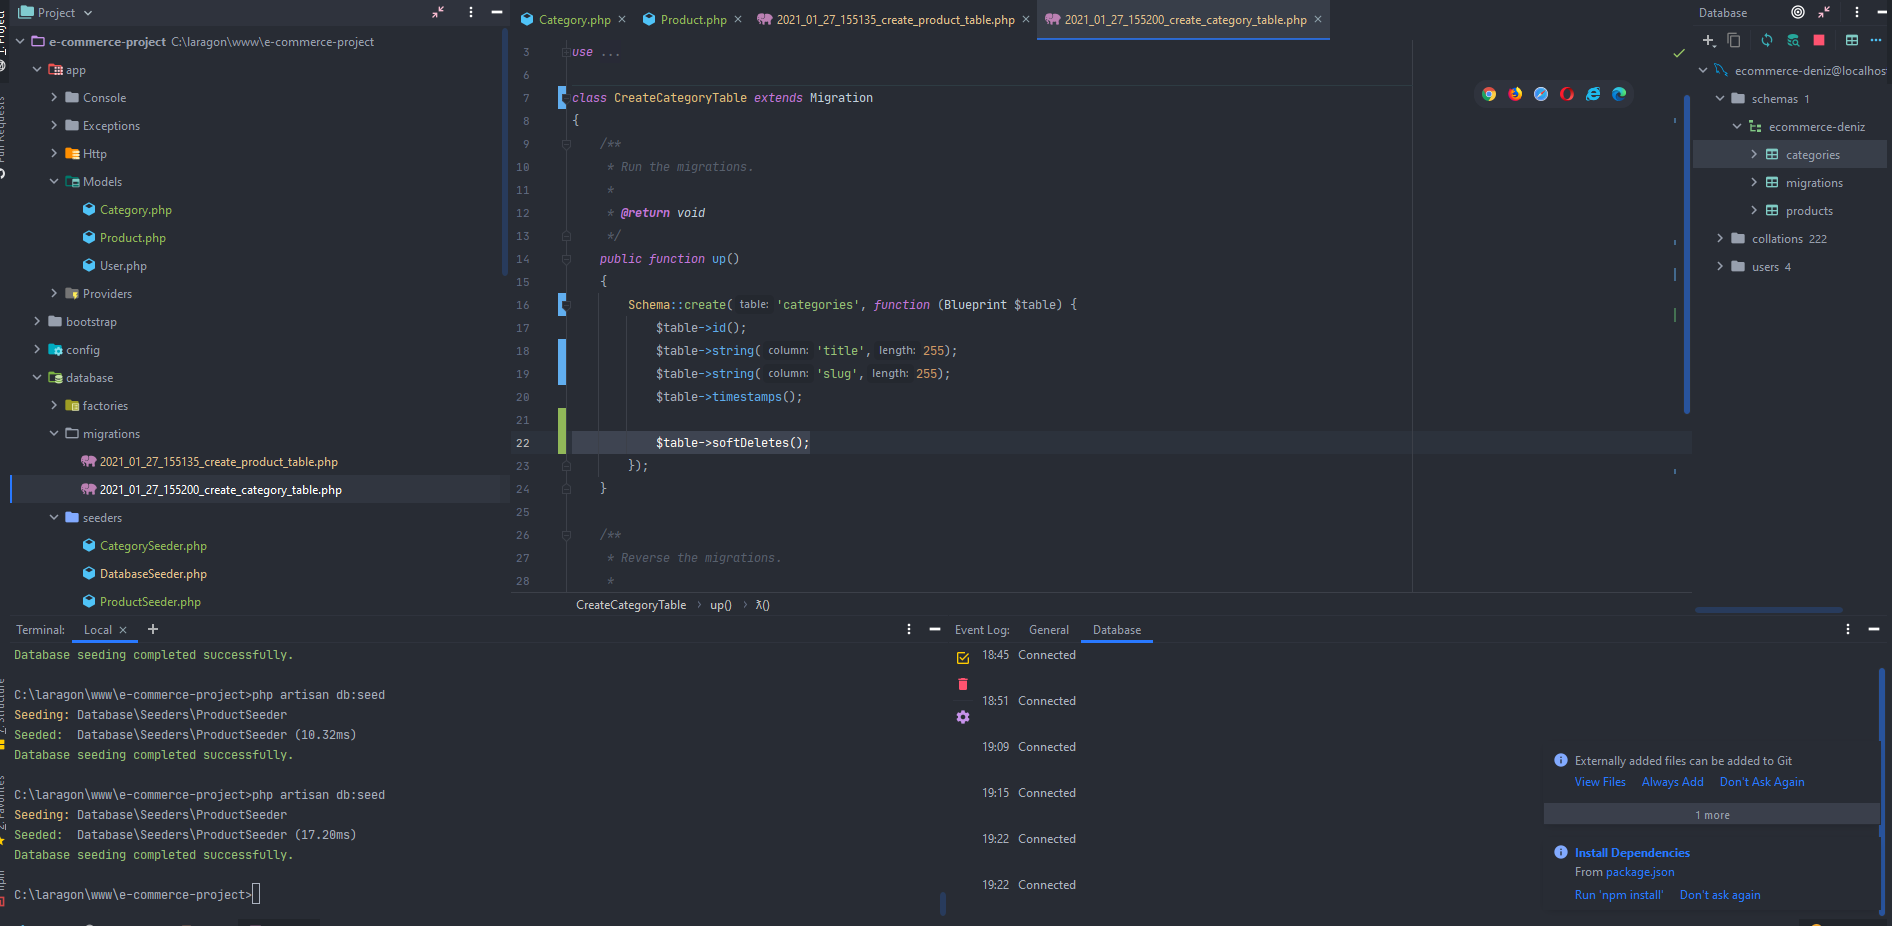 Project
e-commerce-project C:\laragon\www\e-commerce-project
app
Console
Exceptions
Http
Models
Category.php
Product.php
User.php
Providers
bootstrap
config
database
factories
migrations
2021_01_27_155135_create_product_table.php
2021_01_27_155200_create_category_table.php
seeders
CategorySeeder.php
DatabaseSeeder.php
ProductSeeder.php
Category.php
Product.php
2021_01_27_155135_create_product_table.php
2021_01_27_155200_create_category_table.php
3 use ...
6
7 class CreateCategoryTable extends Migration
8 {
9 /**
10 * Run the migrations.
11 *
12 * @return void
13 */
14 public function up()
15 {
16 Schema::create( table: 'categories', function (Blueprint $table) {
17 $table->id();
18 $table->string( column: 'title', length: 255);
19 $table->string( column: 'slug', length: 255);
20 $table->timestamps();
21
22 $table->softDeletes();
23 });
24 }
25
26 /**
27 * Reverse the migrations.
28 *
CreateCategoryTable › up() › λ()
Database
ecommerce-deniz@localhos
schemas 1
ecommerce-deniz
categories
migrations
products
collations 222
users 4
Terminal: Local +
Database seeding completed successfully.
C:\laragon\www\e-commerce-project>php artisan db:seed
Seeding: Database\Seeders\ProductSeeder
Seeded: Database\Seeders\ProductSeeder (10.32ms)
Database seeding completed successfully.
C:\laragon\www\e-commerce-project>php artisan db:seed
Seeding: Database\Seeders\ProductSeeder
Seeded: Database\Seeders\ProductSeeder (17.20ms)
Database seeding completed successfully.
C:\laragon\www\e-commerce-project>
Event Log: General Database
18:45 Connected
18:51 Connected
19:09 Connected
19:15 Connected
19:22 Connected
19:22 Connected
Externally added files can be added to Git
View Files Always Add Don't Ask Again
1 more
Install Dependencies
From package.json
Run 'npm install' Don't ask again